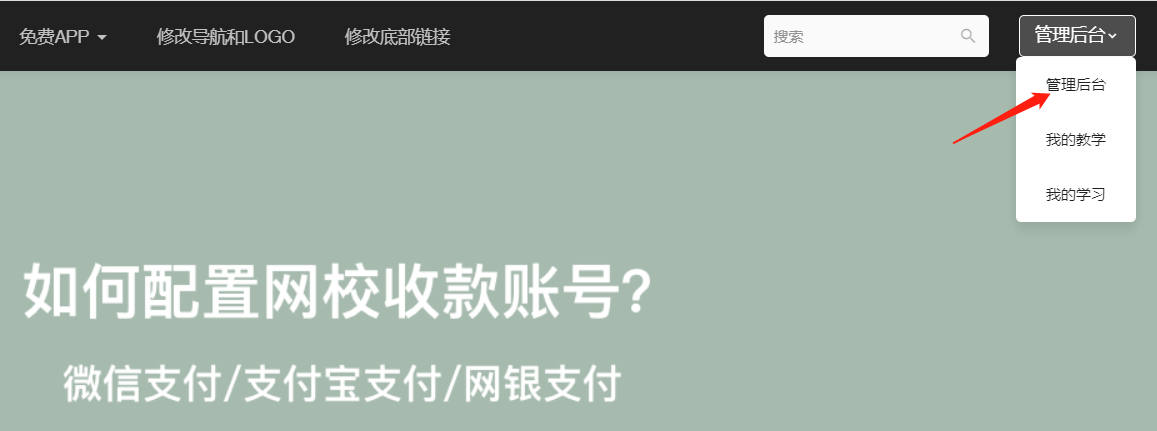 免费APP 修改导航和LOGO 修改底部链接 搜索 管理后台
管理后台
我的教学
我的学习
如何配置网校收款账号?
微信支付/支付宝支付/网银支付